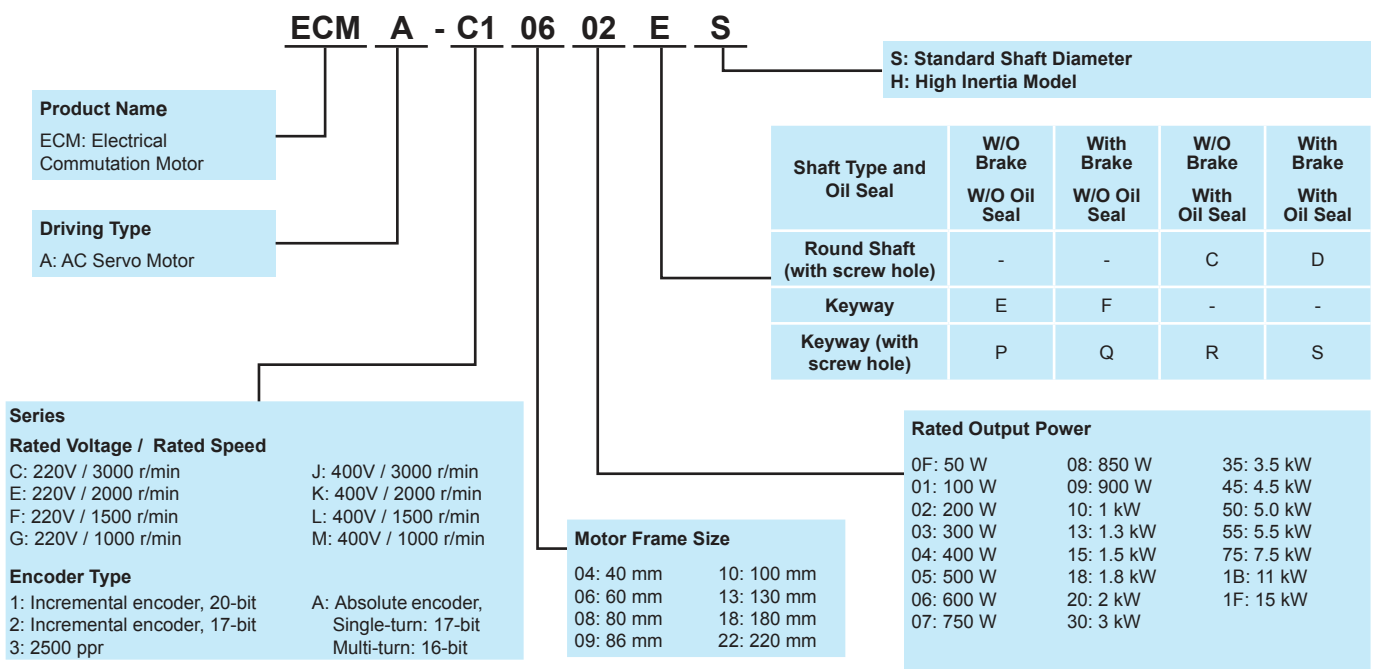 ECM A - C1 06 02 E S
S: Standard Shaft Diameter
H: High Inertia Model
Product Name
ECM: Electrical
Commutation Motor
Driving Type
A: AC Servo Motor
Shaft Type and
Oil Seal
W/O
Brake
W/O Oil
Seal
With
Brake
W/O Oil
Seal
W/O
Brake
With
Oil Seal
With
Brake
With
Oil Seal
Round Shaft
(with screw hole)
- - C D
Keyway E F - -
Keyway (with
screw hole)
P Q R S
Series
Rated Voltage / Rated Speed
C: 220V / 3000 r/min
E: 220V / 2000 r/min
F: 220V / 1500 r/min
G: 220V / 1000 r/min
J: 400V / 3000 r/min
K: 400V / 2000 r/min
L: 400V / 1500 r/min
M: 400V / 1000 r/min
Encoder Type
1: Incremental encoder, 20-bit
2: Incremental encoder, 17-bit
3: 2500 ppr
A: Absolute encoder,
Single-turn: 17-bit
Multi-turn: 16-bit
Motor Frame Size
04: 40 mm
06: 60 mm
08: 80 mm
09: 86 mm
10: 100 mm
13: 130 mm
18: 180 mm
22: 220 mm
Rated Output Power
0F: 50 W
01: 100 W
02: 200 W
03: 300 W
04: 400 W
05: 500 W
06: 600 W
07: 750 W
08: 850 W
09: 900 W
10: 1 kW
13: 1.3 kW
15: 1.5 kW
18: 1.8 kW
20: 2 kW
30: 3 kW
35: 3.5 kW
45: 4.5 kW
50: 5.0 kW
55: 5.5 kW
75: 7.5 kW
1B: 11 kW
1F: 15 kW